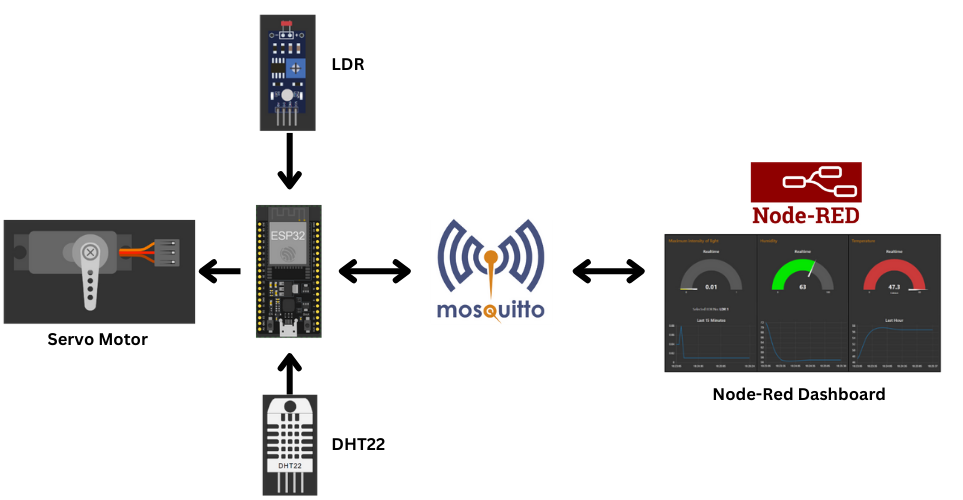 LDR
ESP32
Servo Motor
mosquitto
DHT22
DHT22
Node-RED
Maximum intensity of light
Humidity
Temperature
Realtime
Realtime
Realtime
0.01
63
47.3
Last 15 Minutes
Last Hour
Node-Red Dashboard